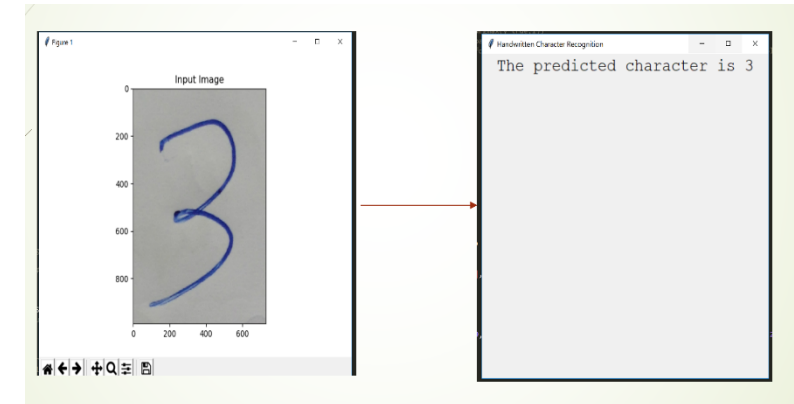 Figure 1
Input Image
0
200
400
600
800
0 200 400 600
3
Handwritten Character Recognition
The predicted character is 3